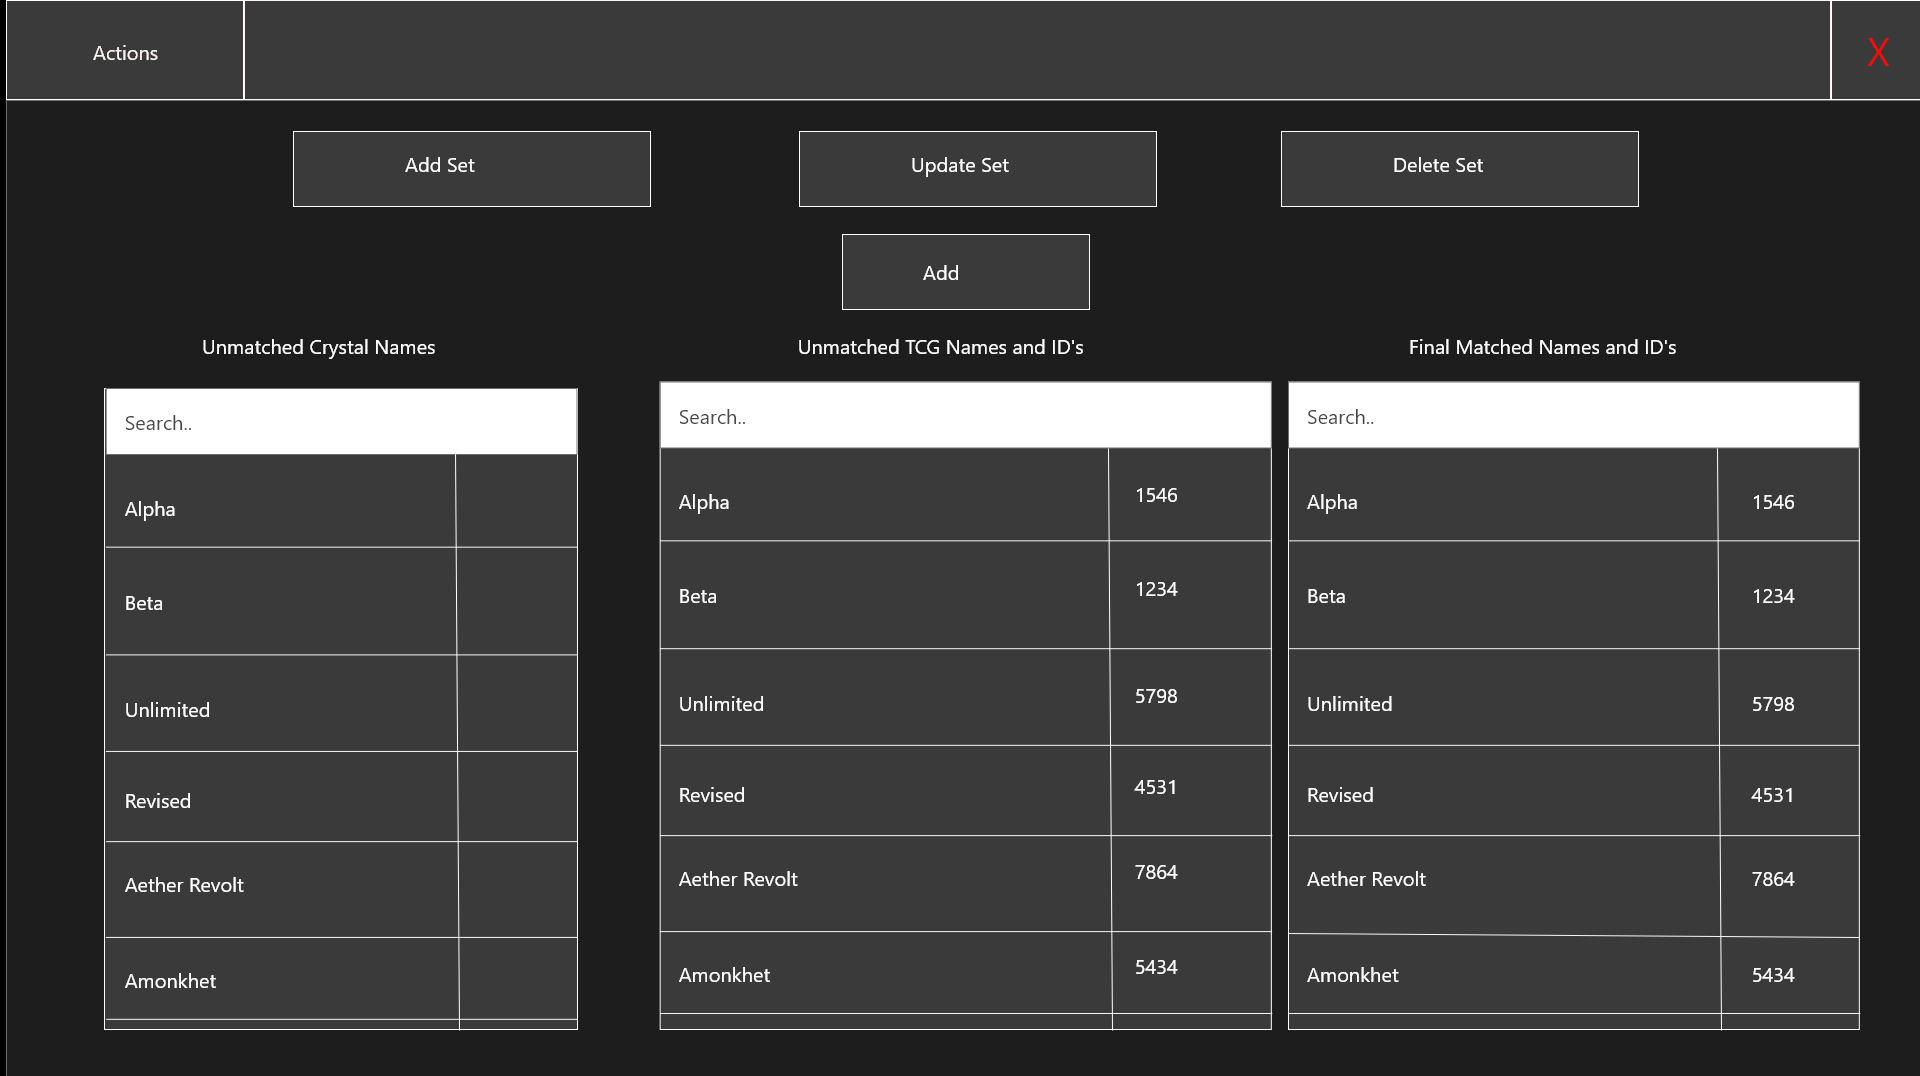 Actions
X
Add Set
Update Set
Delete Set
Add
Unmatched Crystal Names
Search..
Alpha
Beta
Unlimited
Revised
Aether Revolt
Amonkhet
Unmatched TCG Names and ID's
Search..
Alpha 1546
Beta 1234
Unlimited 5798
Revised 4531
Aether Revolt 7864
Amonkhet 5434
Final Matched Names and ID's
Search..
Alpha 1546
Beta 1234
Unlimited 5798
Revised 4531
Aether Revolt 7864
Amonkhet 5434